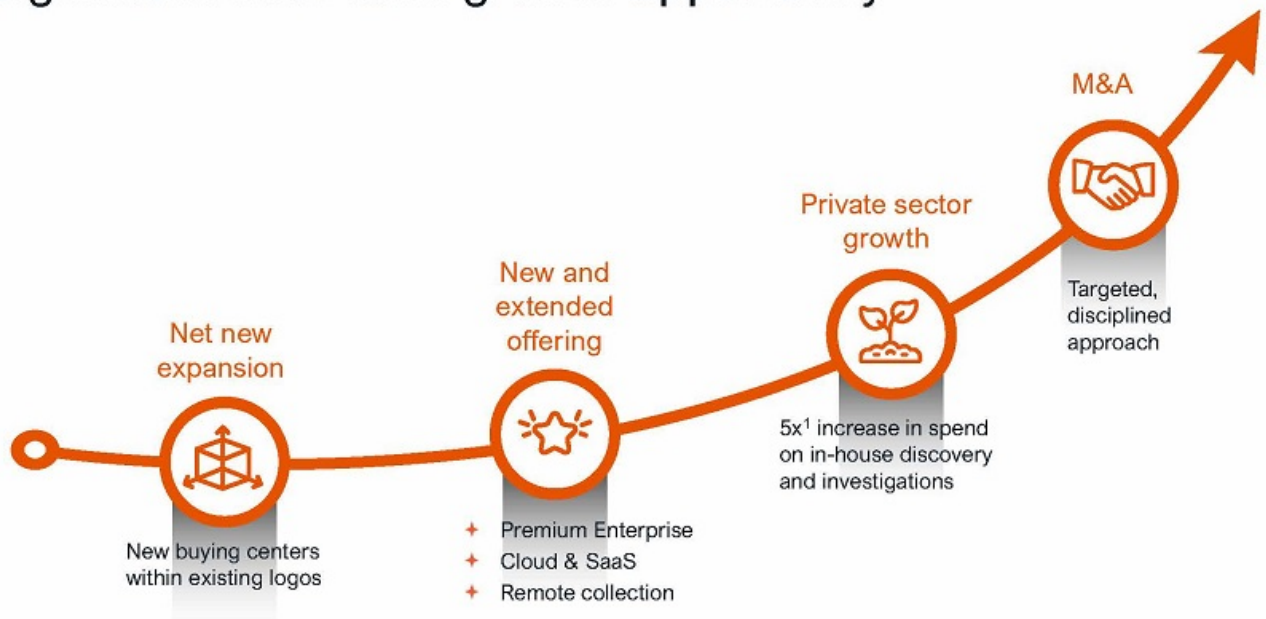 Net new
expansion
New buying centers
within existing logos
New and
extended
offering
Premium Enterprise
Cloud & SaaS
Remote collection
Private sector
growth
5x¹ increase in spend
on in-house discovery
and investigations
M&A
Targeted,
disciplined
approach